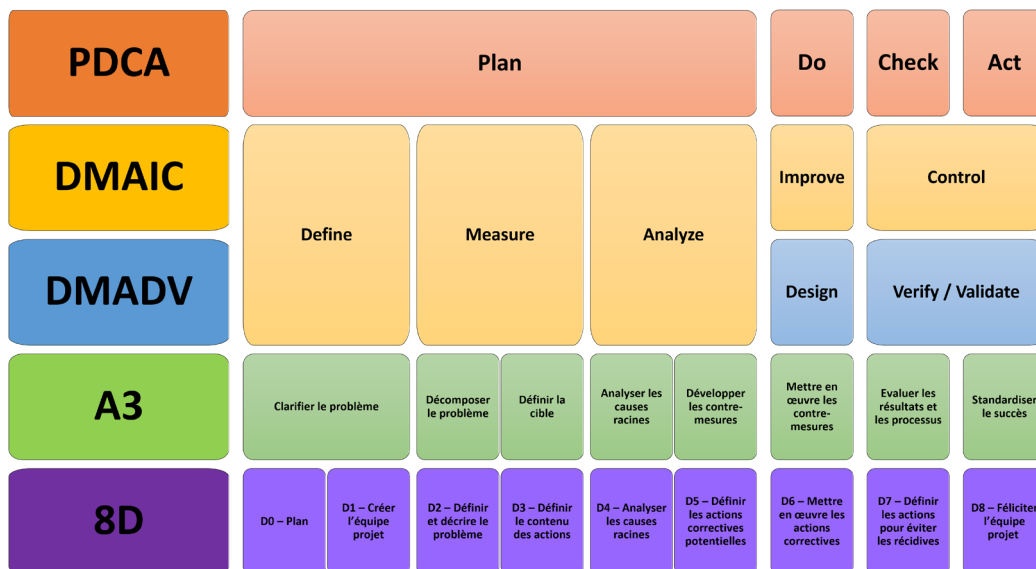 PDCA
Plan
Do
Check
Act
DMAIC
Define
Measure
Analyze
Improve
Control
DMADV
Design
Verify / Validate
A3
Clarifier le problème
Décomposer
le problème
Définir la
cible
Analyser les
causes
racines
Développer
les contre-
mesures
Mettre en
œuvre les
contre-
mesures
Evaluer les
résultats et
les processus
Standardiser
le succès
8D
D0 – Plan
D1 – Créer
l’équipe
projet
D2 – Définir
et décrire le
problème
D3 – Définir
le contenu
des actions
D4 – Analyser
les causes
racines
D5 – Définir
les actions
correctives
potentielles
D6 – Mettre
en œuvre les
actions
correctives
D7 – Définir
les actions
pour éviter
les récidives
D8 – Féliciter
l’équipe
projet